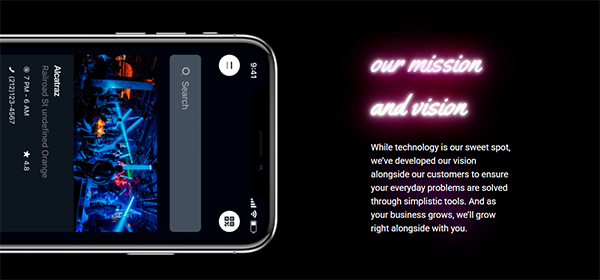 9:41
Search
Alcatraz
Railroad St undefined Orange
7 PM - 6 AM
4.8
(212)123-4567
our mission
and vision
While technology is our sweet spot,
we've developed our vision
alongside our customers to ensure
your everyday problems are solved
through simplistic tools. And as
your business grows, we'll grow
right alongside with you.